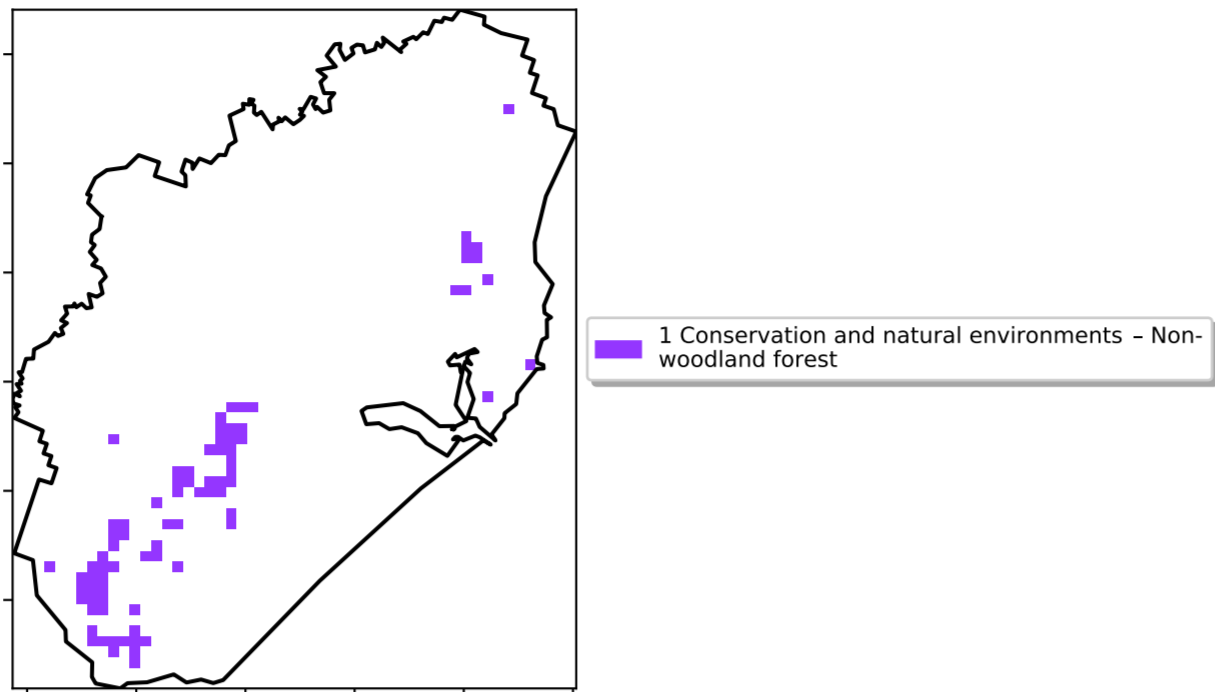 1 Conservation and natural environments – Non-
woodland forest